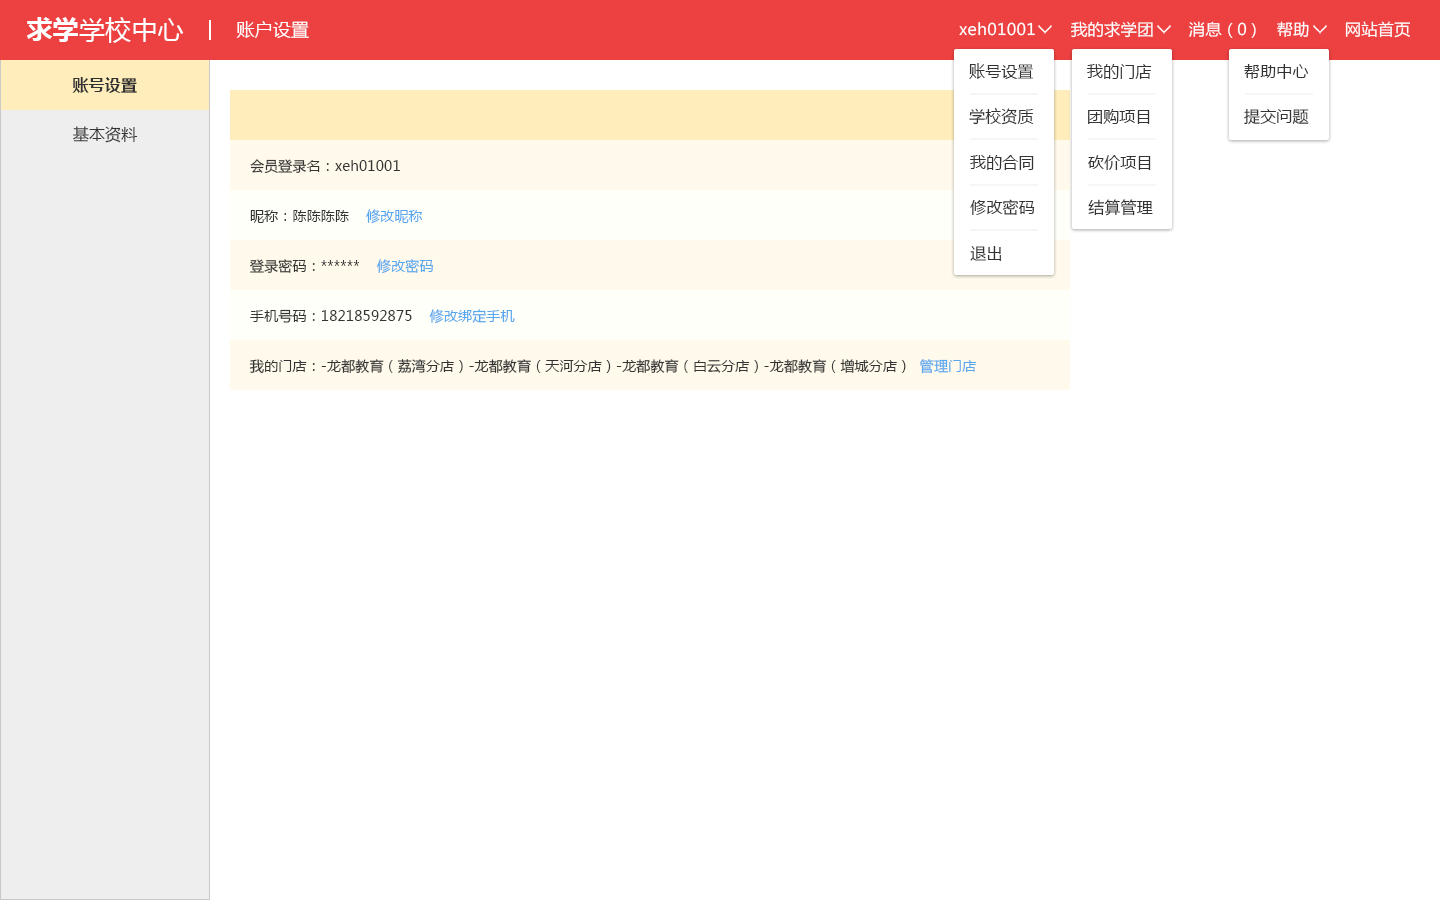 求学学校中心 | 账户设置 xeh01001 我的求学团 消息（0） 帮助 网站首页
账号设置
基本资料
账号设置
学校资质
我的合同
修改密码
退出
我的门店
团购项目
砍价项目
结算管理
帮助中心
提交问题
会员登录名：xeh01001
昵称：陈陈陈陈 修改昵称
登录密码：****** 修改密码
手机号码：18218592875 修改绑定手机
我的门店：-龙都教育（荔湾分店）-龙都教育（天河分店）-龙都教育（白云分店）-龙都教育（增城分店） 管理门店